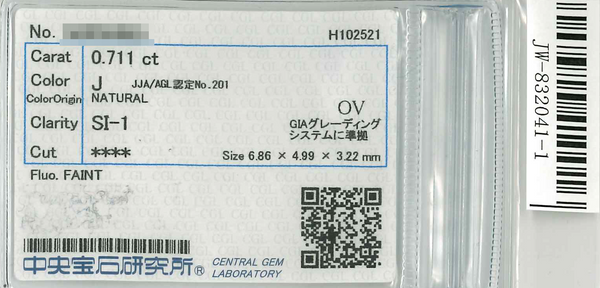 No.
H102521
Carat 0.711 ct
Color J JJA/AGL認定No.201
ColorOrigin NATURAL
OV
Clarity SI-1 GIAグレーディング
システムに準拠
Cut ****
Size 6.86 × 4.99 × 3.22 mm
Fluo. FAINT
中央宝石研究所® CENTRAL GEM
LABORATORY
JW-832041-1